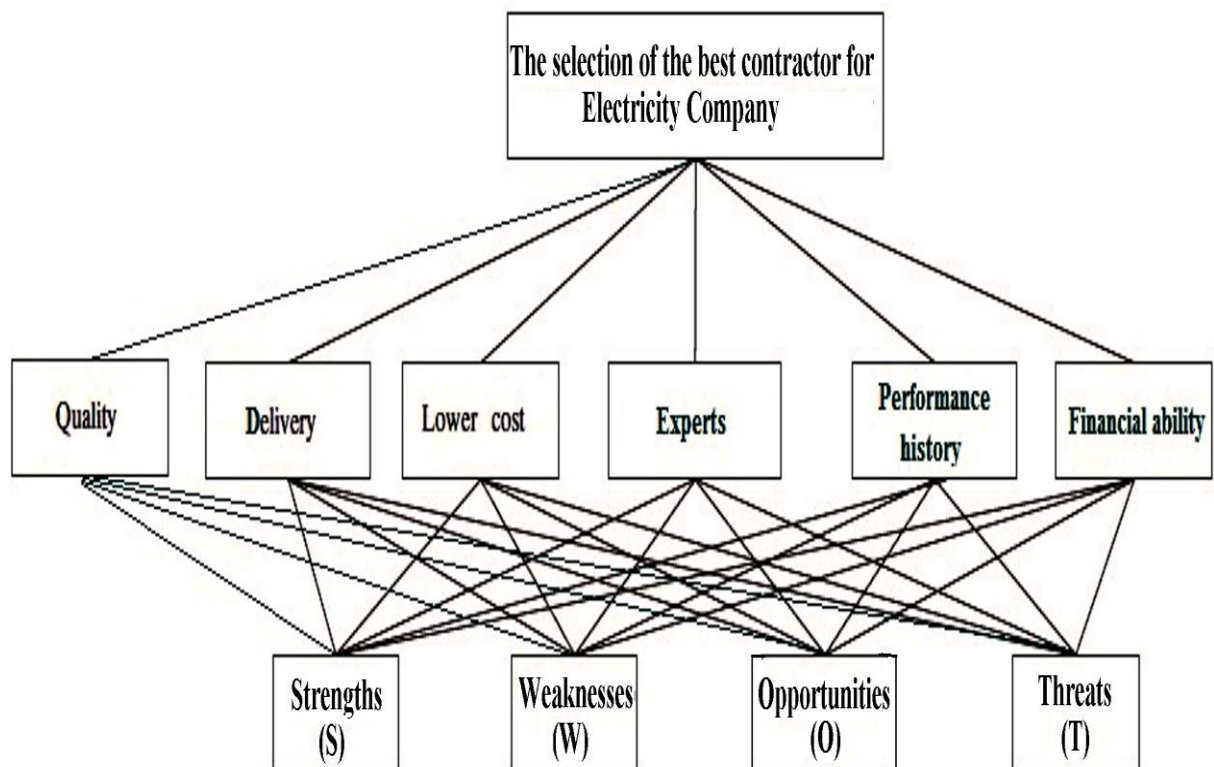 The selection of the best contractor for
Electricity Company
Quality
Delivery
Lower cost
Experts
Performance
history
Financial ability
Strengths
(S)
Weaknesses
(W)
Opportunities
(O)
Threats
(T)